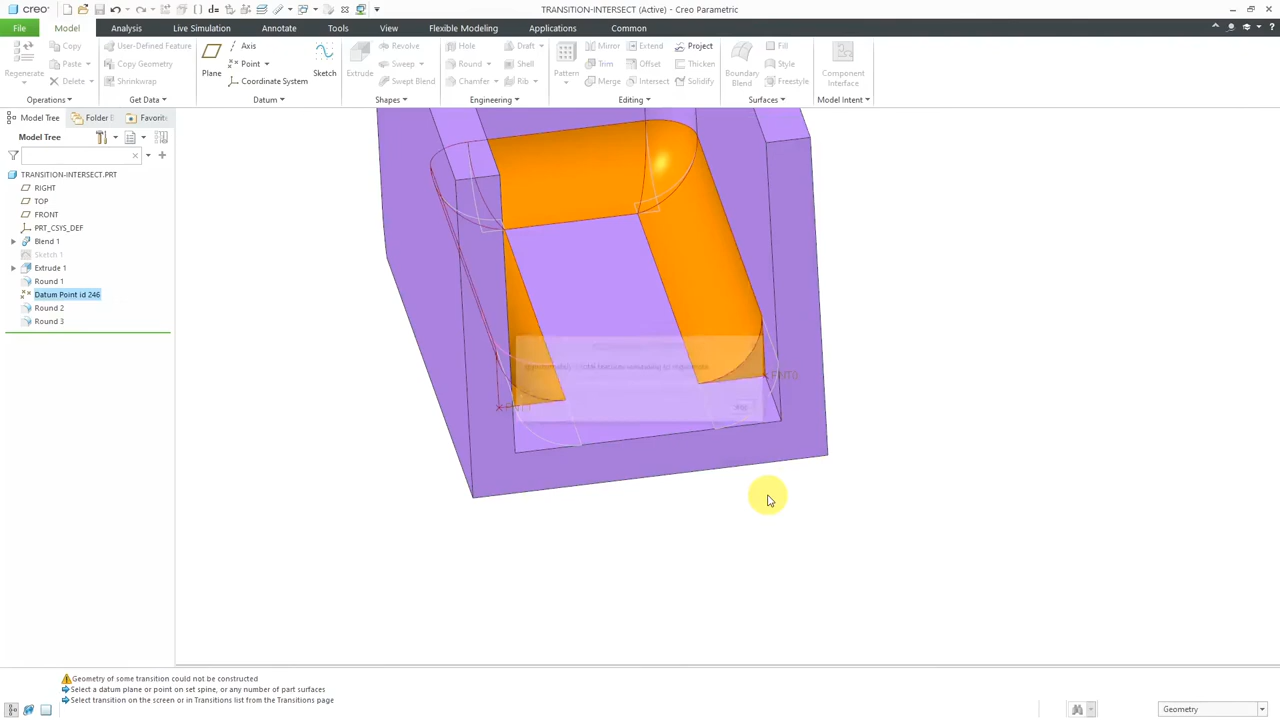 creo
TRANSITION-INTERSECT (Active) - Creo Parametric
File Model Analysis Live Simulation Annotate Tools View Flexible Modeling Applications Common
Regenerate
Copy
Paste
Delete
Operations
User-Defined Feature
Copy Geometry
Shrinkwrap
Get Data
Plane
Axis
Point
Coordinate System
Sketch
Datum
Extrude
Revolve
Sweep
Swept Blend
Shapes
Hole
Round
Chamfer
Draft
Shell
Rib
Engineering
Pattern
Mirror
Trim
Merge
Extend
Offset
Intersect
Project
Thicken
Solidify
Editing
Boundary Blend
Fill
Style
Freestyle
Surfaces
Component Interface
Model Intent
Model Tree
Folder
Favorite
Model Tree
TRANSITION-INTERSECT.PRT
RIGHT
TOP
FRONT
PRT_CSYS_DEF
Blend 1
Sketch 1
Extrude 1
Round 1
Datum Point id 246
Round 2
Round 3
PNT0
Geometry of some transition could not be constructed
Select a datum plane or point on set spine, or any number of part surfaces
Select transition on the screen or in Transitions list from the Transitions page
Geometry